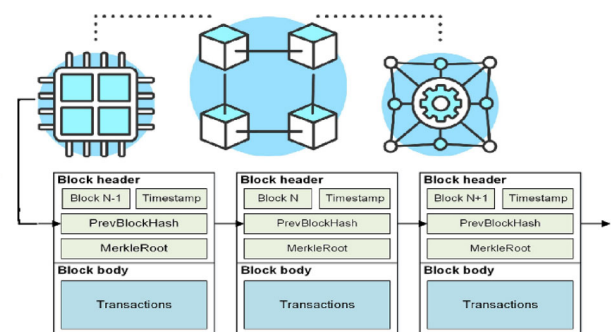 Block header
Block N-1 Timestamp
PrevBlockHash
MerkleRoot
Block body
Transactions
Block header
Block N Timestamp
PrevBlockHash
MerkleRoot
Block body
Transactions
Block header
Block N+1 Timestamp
PrevBlockHash
MerkleRoot
Block body
Transactions